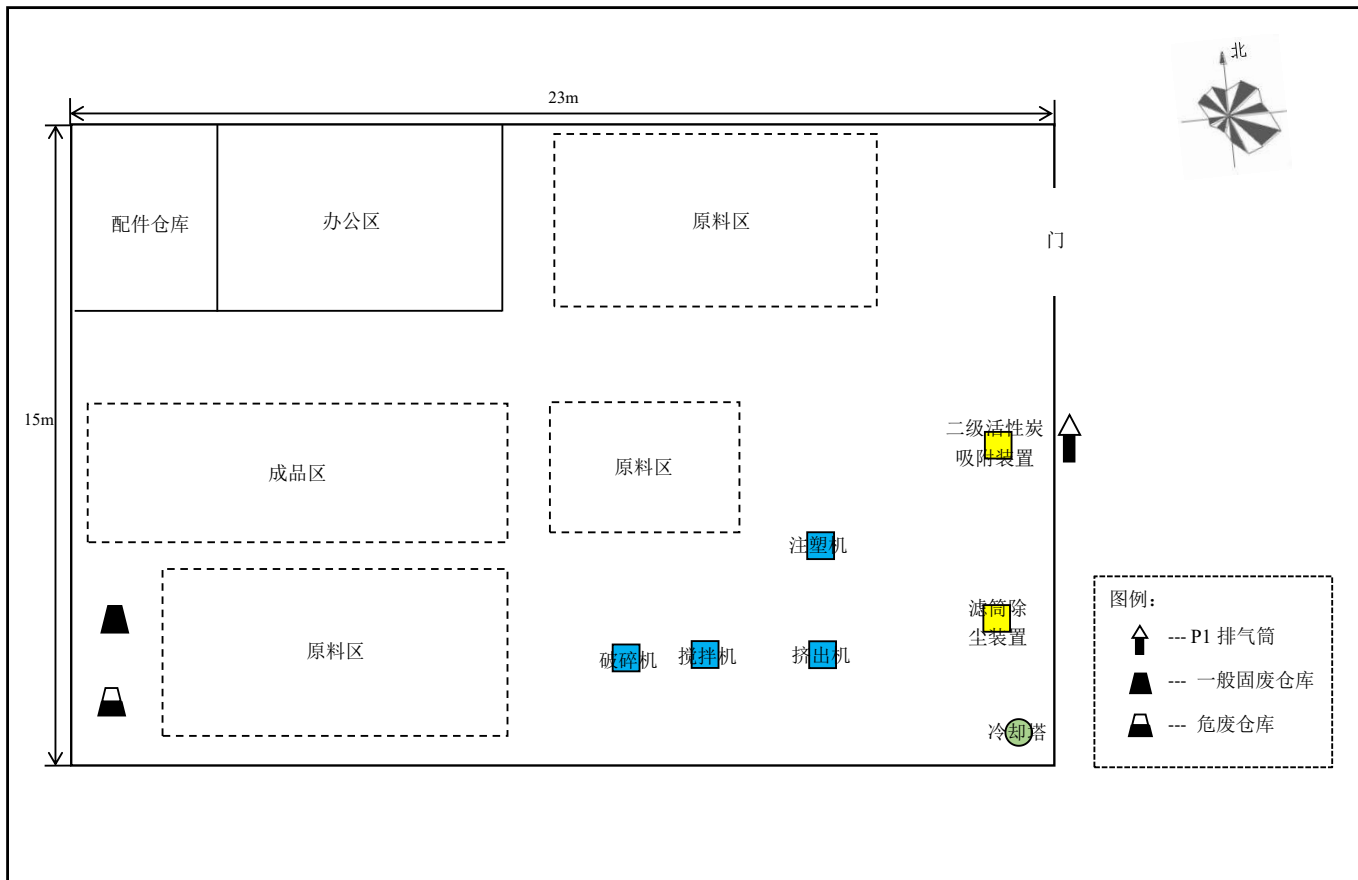 北
23m
配件仓库
办公区
原料区
门
15m
二级活性炭
吸附装置
成品区
原料区
注塑机
图例：
滤筒除
尘装置
--- P1 排气筒
原料区
破碎机
搅拌机
挤出机
--- 一般固废仓库
--- 危废仓库
冷却塔